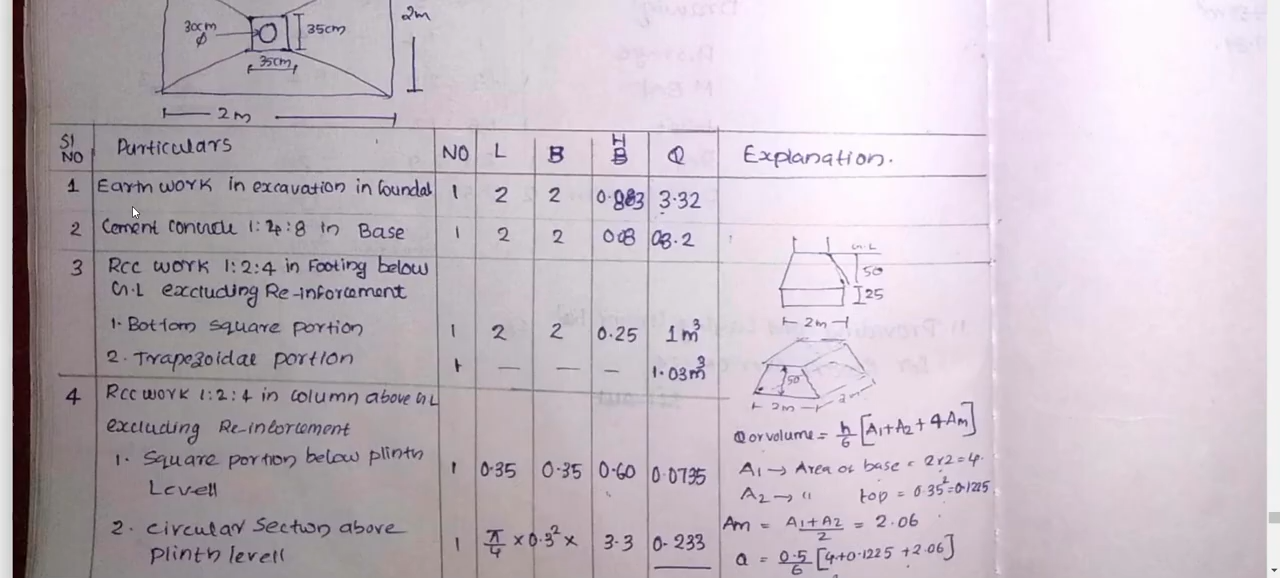 2m
30cm
φ
35cm
35cm
2m
Sl NO Particulars NO L B H Q Explanation.
1 Earth work in excavation in foundat 1 2 2 3.32
2 Cement concrete 1:4:8 in Base 1 2 2
3 Rcc work 1:2:4 in Footing below
G.L excluding Re-inforcement
1. Bottom square portion 1 2 2 0.25 1m³
2. Trapezoidal portion 1 — — — 1.03m³
4 Rcc work 1:2:4 in column above GL
excluding Re-inforcement
1. Square portion below plinth 1 0.35 0.35 0.60 0.0735
Levell
2. Circular Section above
plinth levell 1 π/4 × 0.3² × 3.3 0.233
G.L
50
25
2m
50
2m
2m
Q or volume = h/6 [A1+A2+4Am]
A1 → Area of base = 2x2=4.
A2 → " top = 0.35²=0.1225
Am = A1+A2/2 = 2.06
Q = 0.5/6 [4+0.1225+2.06]